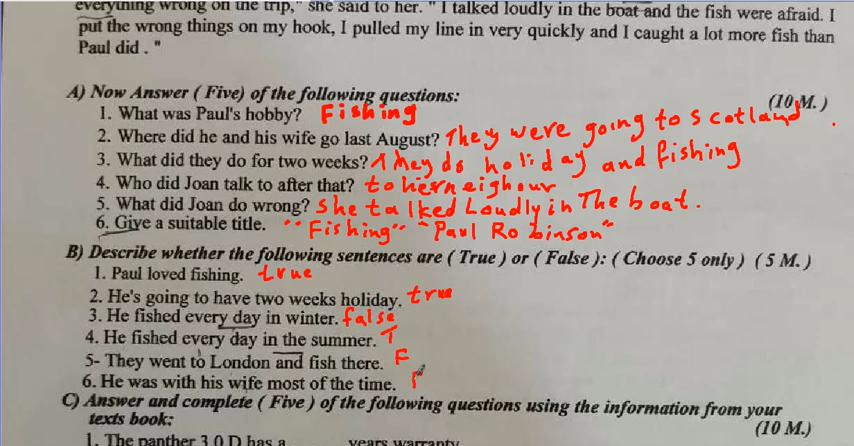 everything wrong on the trip," she said to her. " I talked loudly in the boat and the fish were afraid. I
put the wrong things on my hook, I pulled my line in very quickly and I caught a lot more fish than
Paul did . "
A) Now Answer ( Five) of the following questions: (10 M. )
1. What was Paul's hobby? Fishing
2. Where did he and his wife go last August? They were going to scotland .
3. What did they do for two weeks? They do holiday and fishing
4. Who did Joan talk to after that? to her neighour
5. What did Joan do wrong? She talked Loudly in The boat.
6. Give a suitable title. "Fishing" "Paul Robinson"
B) Describe whether the following sentences are ( True ) or ( False ): ( Choose 5 only ) ( 5 M. )
1. Paul loved fishing. true
2. He's going to have two weeks holiday. true
3. He fished every day in winter. false
4. He fished every day in the summer. T
5- They went to London and fish there. F
6. He was with his wife most of the time.
C) Answer and complete ( Five ) of the following questions using the information from your
texts book: (10 M.)
1. The panther 3.0 D has a years warranty